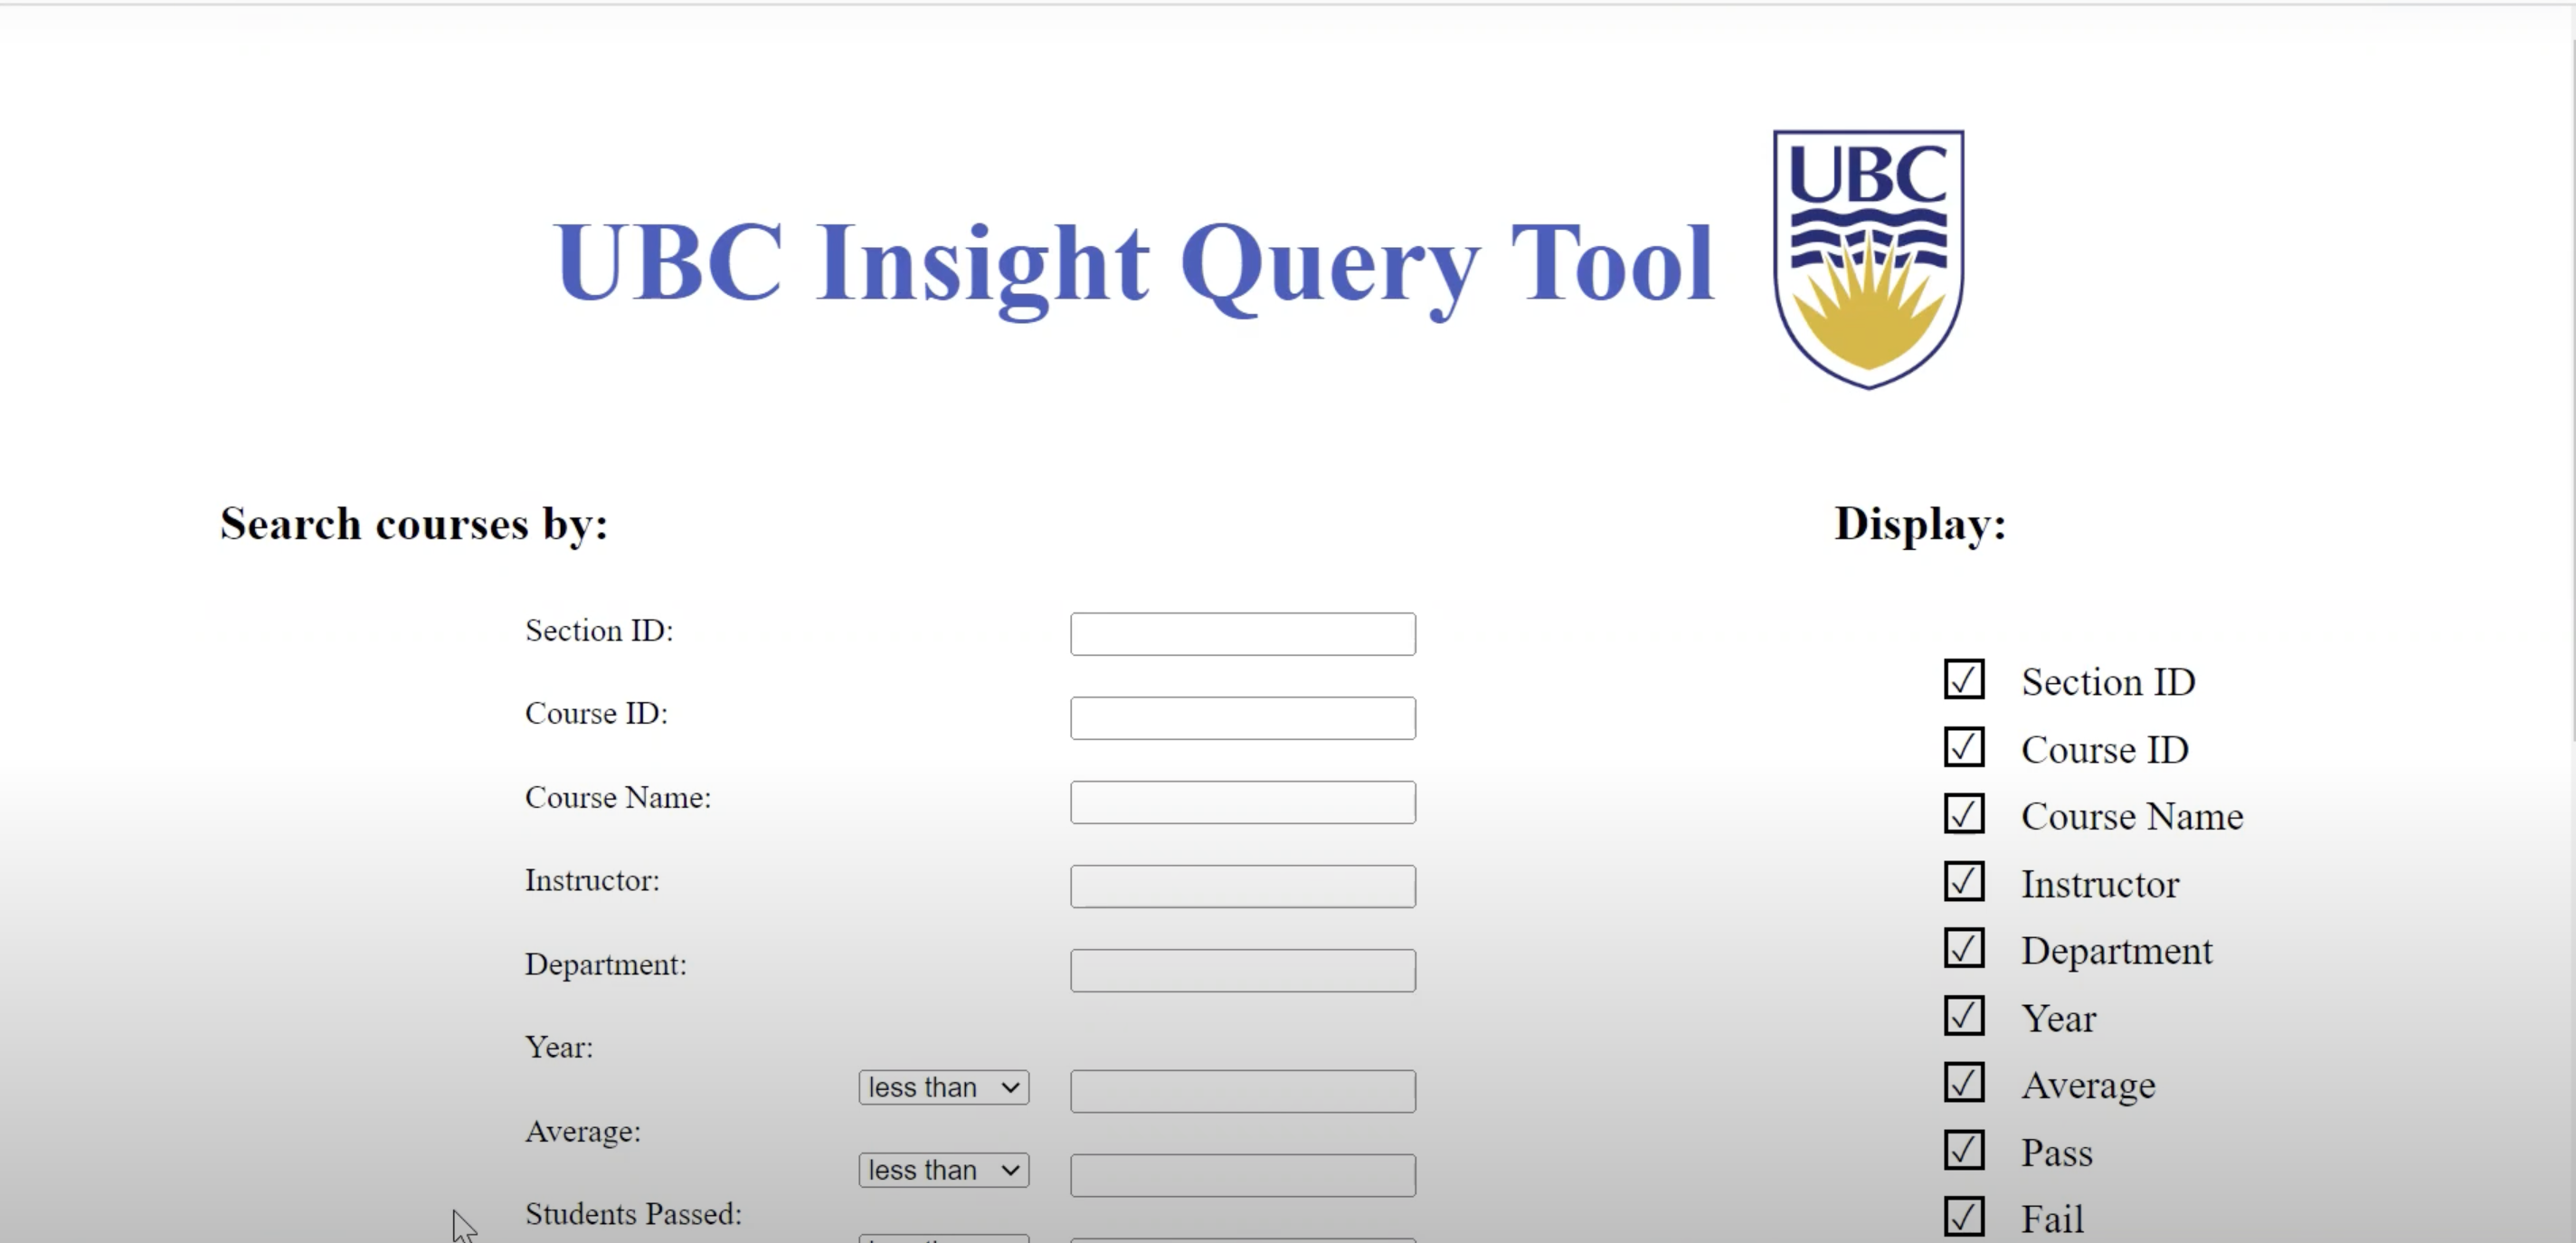 UBC
UBC Insight Query Tool
Search courses by:
Section ID:
Course ID:
Course Name:
Instructor:
Department:
Year:
less than
Average:
less than
Students Passed:
Display:
Section ID
Course ID
Course Name
Instructor
Department
Year
Average
Pass
Fail